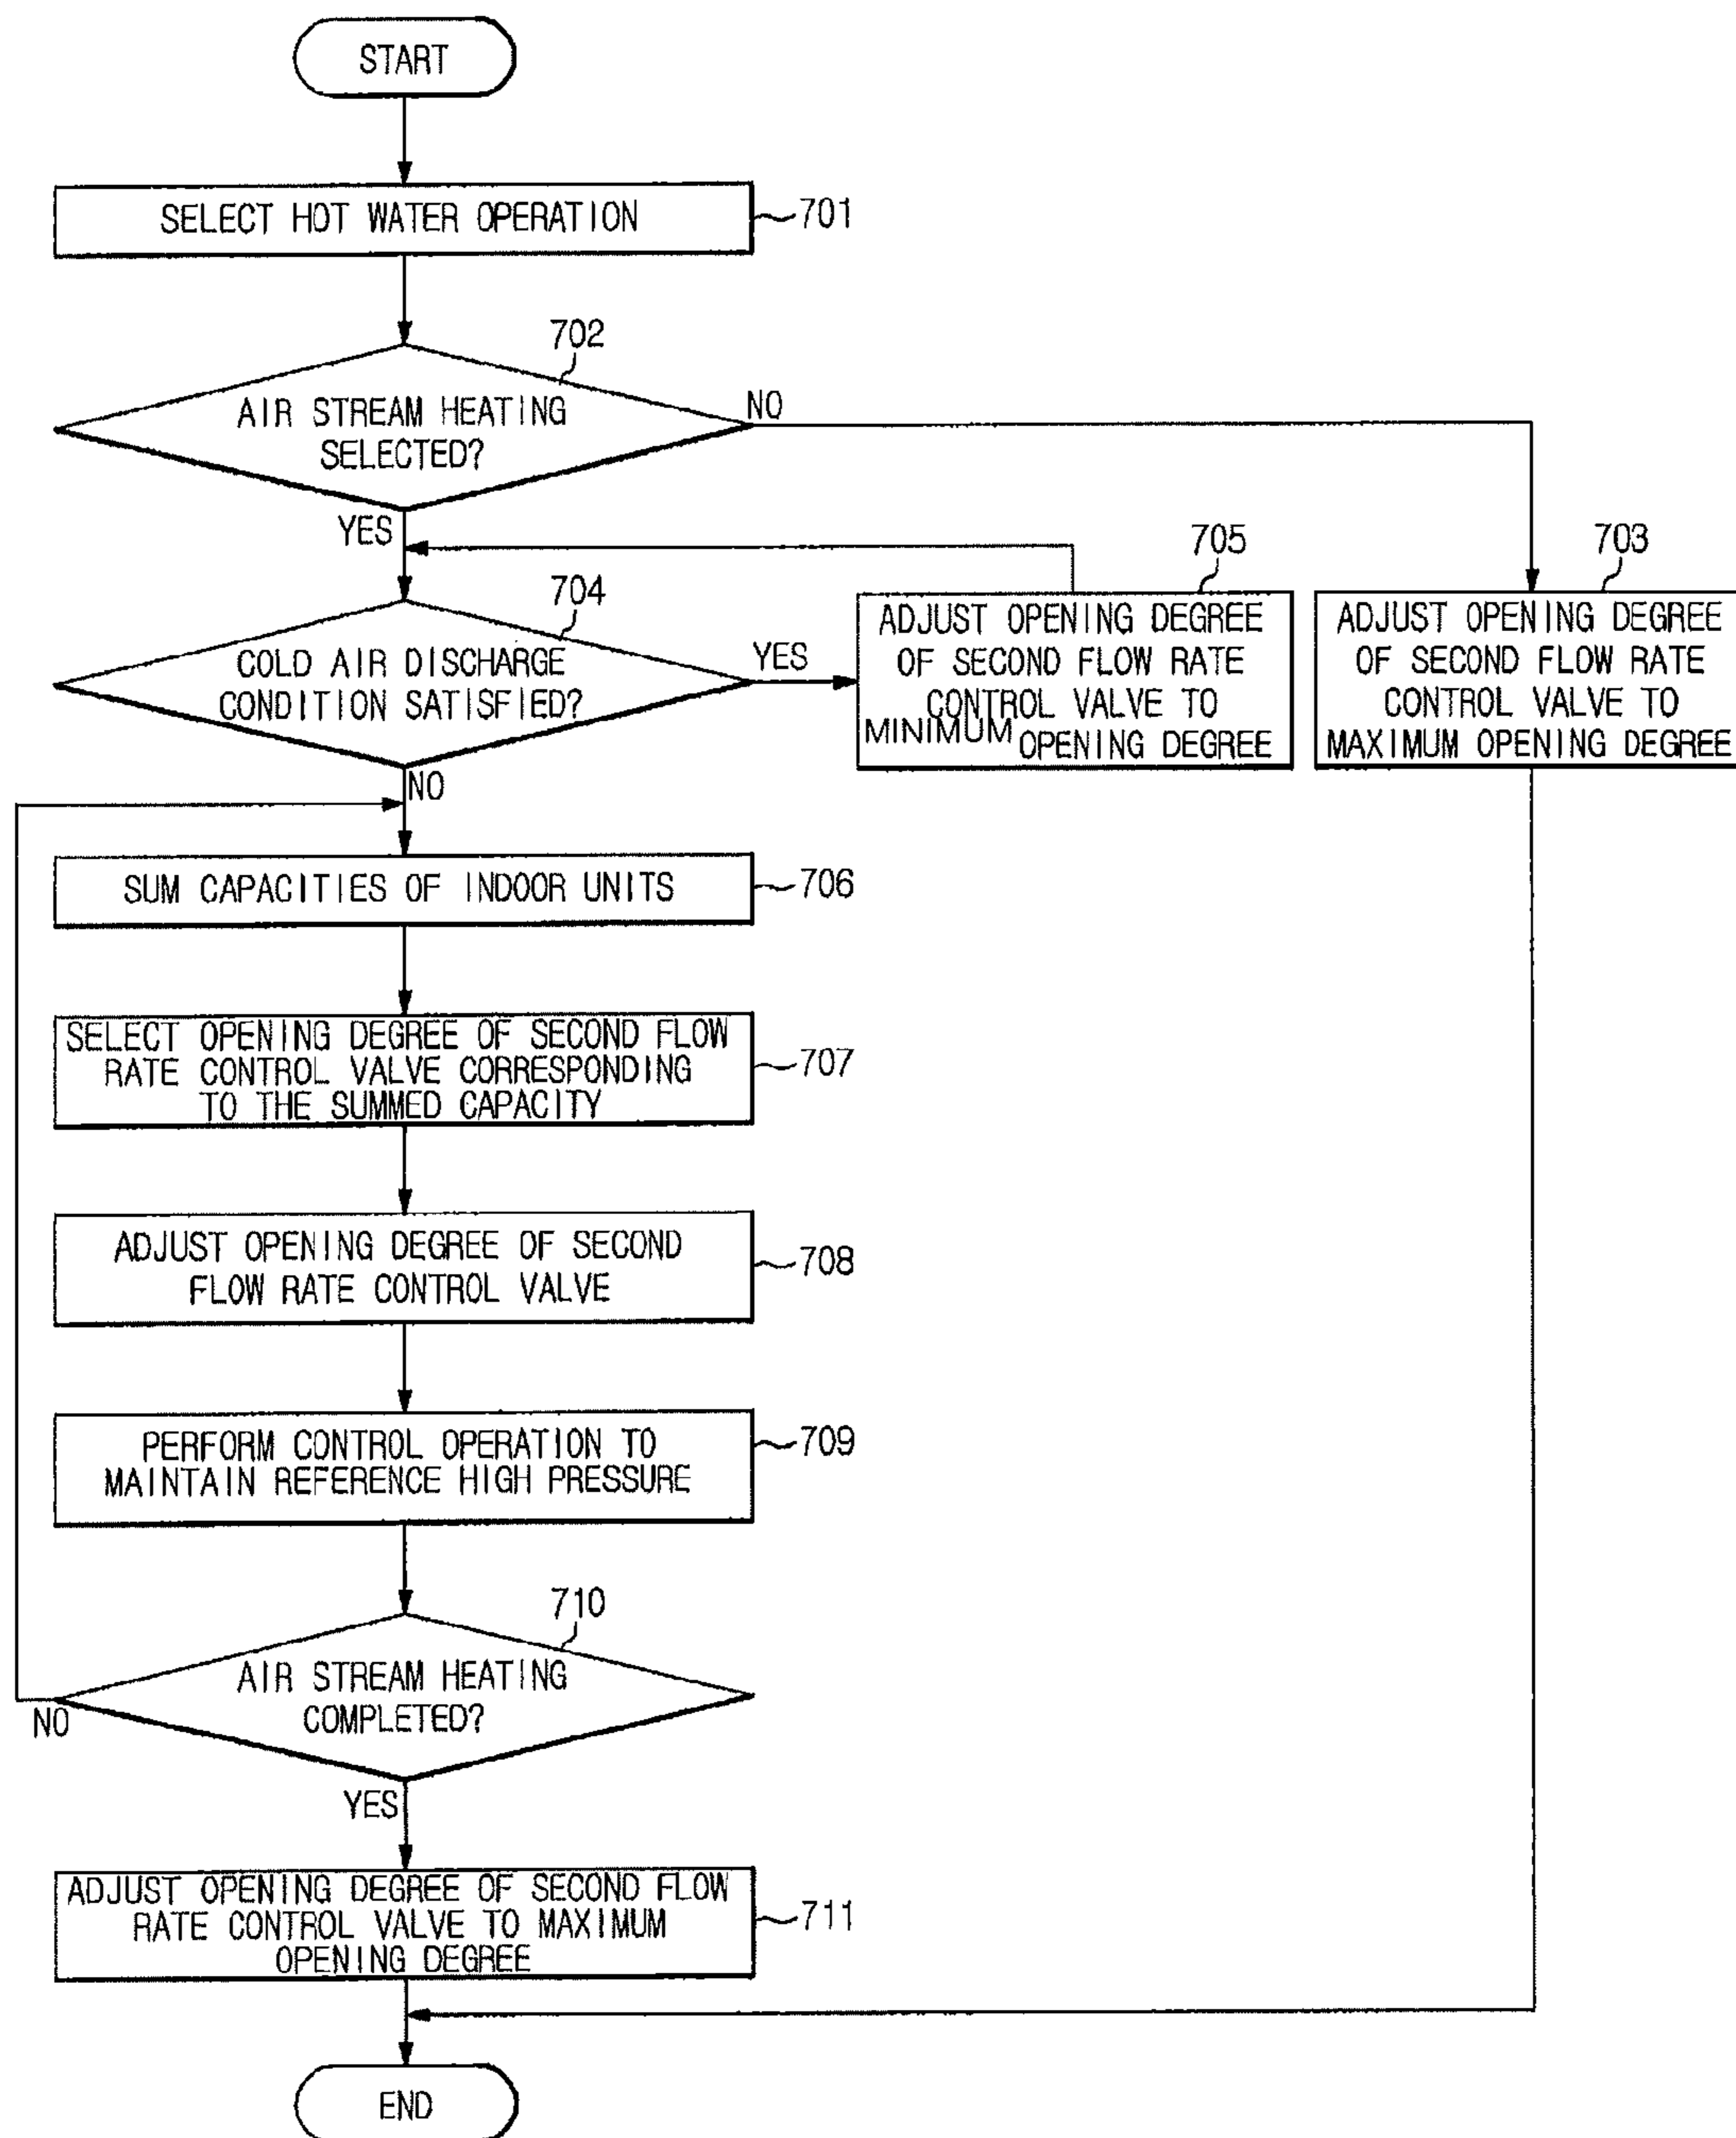 START
SELECT HOT WATER OPERATION
701
702
AIR STREAM HEATING
SELECTED?
NO
YES
704
COLD AIR DISCHARGE
CONDITION SATISFIED?
YES
NO
705
ADJUST OPENING DEGREE
OF SECOND FLOW RATE
CONTROL VALVE TO
MINIMUM OPENING DEGREE
703
ADJUST OPENING DEGREE
OF SECOND FLOW RATE
CONTROL VALVE TO
MAXIMUM OPENING DEGREE
SUM CAPACITIES OF INDOOR UNITS
706
SELECT OPENING DEGREE OF SECOND FLOW
RATE CONTROL VALVE CORRESPONDING
TO THE SUMMED CAPACITY
707
ADJUST OPENING DEGREE OF SECOND
FLOW RATE CONTROL VALVE
708
PERFORM CONTROL OPERATION TO
MAINTAIN REFERENCE HIGH PRESSURE
709
710
AIR STREAM HEATING
COMPLETED?
NO
YES
ADJUST OPENING DEGREE OF SECOND FLOW
RATE CONTROL VALVE TO MAXIMUM
OPENING DEGREE
711
END